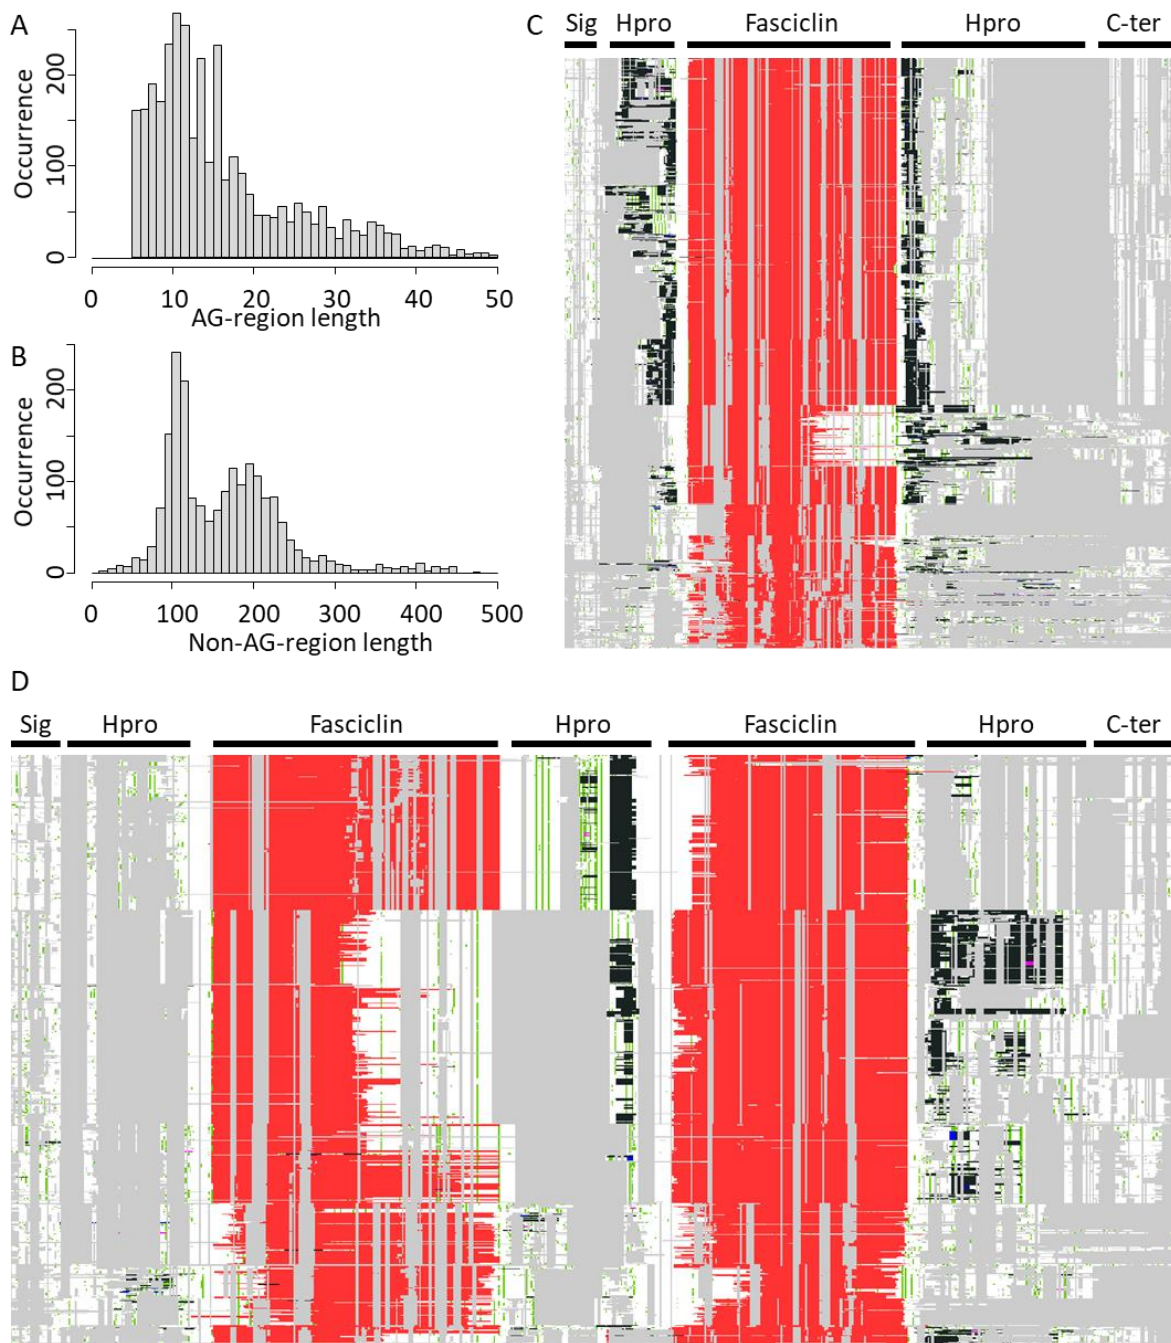 A
Occurrence
0
100
200
0 10 20 30 40 50
AG-region length
B
Occurrence
0
100
200
0 100 200 300 400 500
Non-AG-region length
C
Sig Hpro Fasciclin Hpro C-ter
D
Sig Hpro Fasciclin Hpro Fasciclin Hpro C-ter